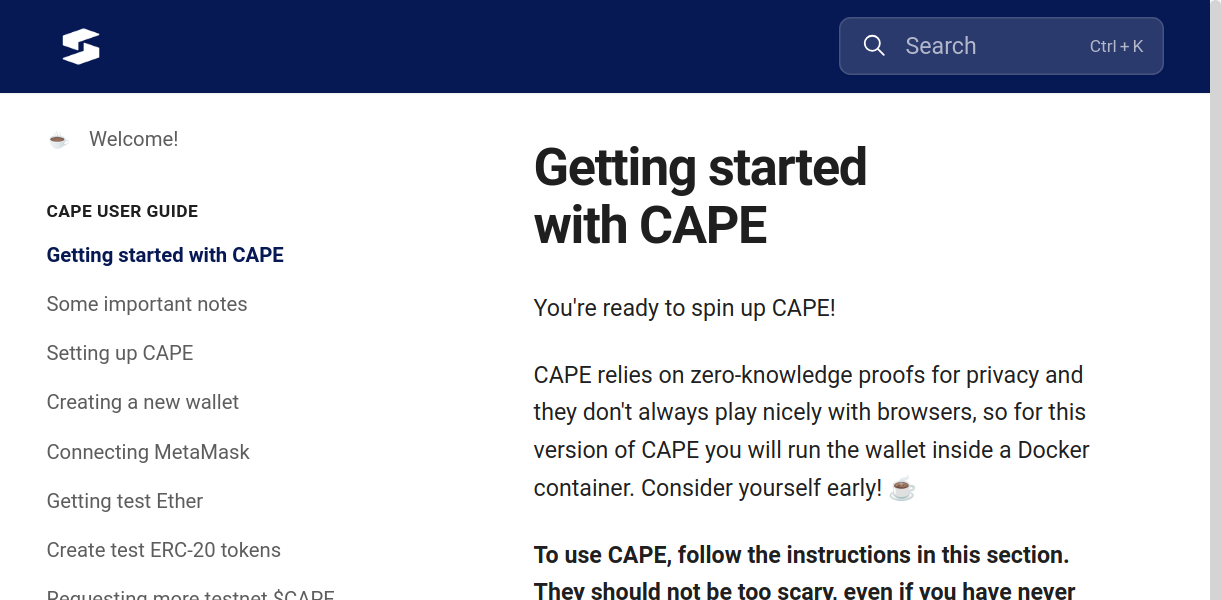 Search
Ctrl + K
☕ Welcome!
CAPE USER GUIDE
Getting started with CAPE
Some important notes
Setting up CAPE
Creating a new wallet
Connecting MetaMask
Getting test Ether
Create test ERC-20 tokens
Requesting more testnet $CAPE
Getting started
with CAPE
You're ready to spin up CAPE!
CAPE relies on zero-knowledge proofs for privacy and
they don't always play nicely with browsers, so for this
version of CAPE you will run the wallet inside a Docker
container. Consider yourself early! ☕
To use CAPE, follow the instructions in this section.
They should not be too scary, even if you have never